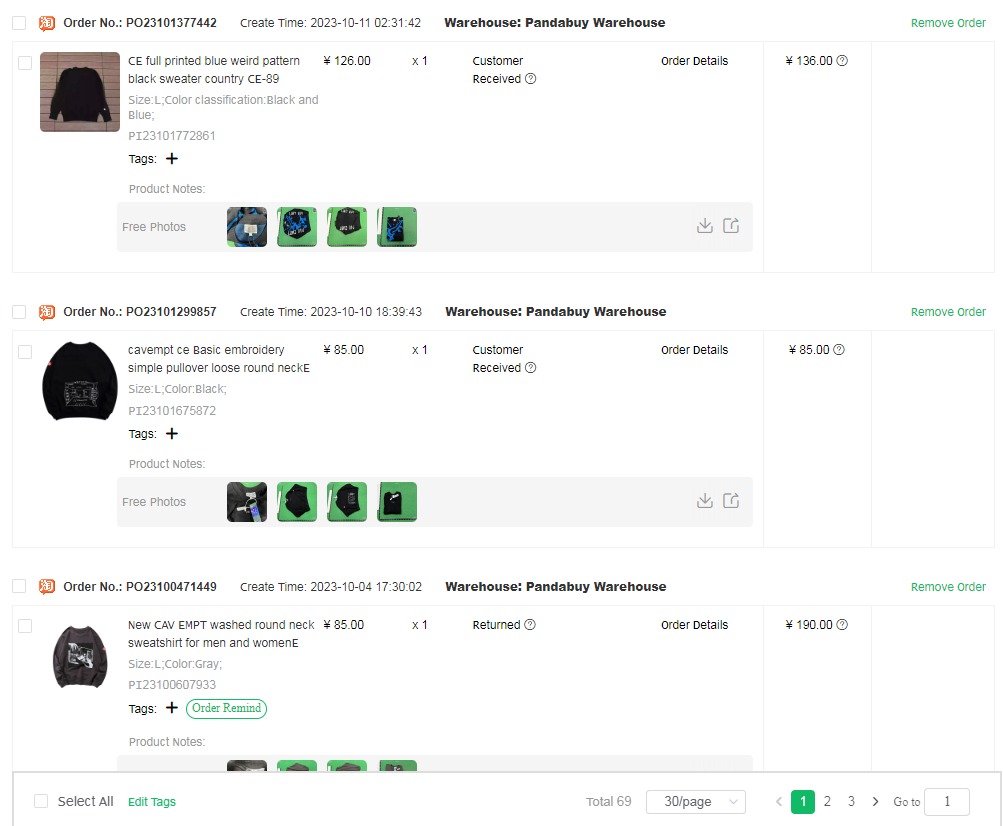 淘 Order No.: PO23101377442 Create Time: 2023-10-11 02:31:42 Warehouse: Pandabuy Warehouse Remove Order
CE full printed blue weird pattern ¥ 126.00 x 1 Customer Order Details ¥ 136.00 ?
black sweater country CE-89 Received ?
Size:L;Color classification:Black and
Blue;
PI23101772861
Tags: +
Product Notes:
Free Photos
淘 Order No.: PO23101299857 Create Time: 2023-10-10 18:39:43 Warehouse: Pandabuy Warehouse Remove Order
cavempt ce Basic embroidery ¥ 85.00 x 1 Customer Order Details ¥ 85.00 ?
simple pullover loose round neckE Received ?
Size:L;Color:Black;
PI23101675872
Tags: +
Product Notes:
Free Photos
淘 Order No.: PO23100471449 Create Time: 2023-10-04 17:30:02 Warehouse: Pandabuy Warehouse Remove Order
New CAV EMPT washed round neck ¥ 85.00 x 1 Returned ? Order Details ¥ 190.00 ?
sweatshirt for men and womenE
Size:L;Color:Gray;
PI23100607933
Tags: + Order Remind
Product Notes:
Select All Edit Tags Total 69 30/page < 1 2 3 > Go to 1